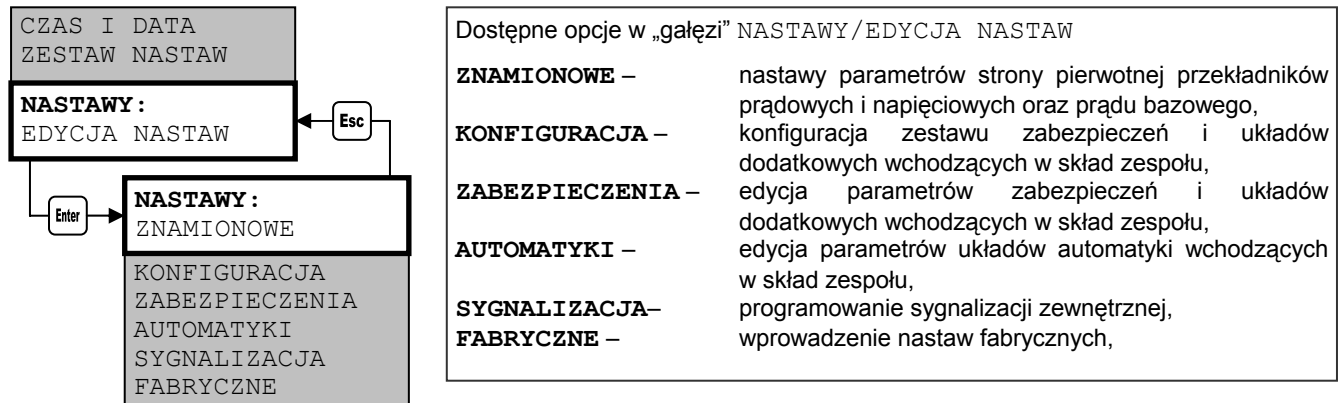 CZAS I DATA
ZESTAW NASTAW
NASTAWY:
EDYCJA NASTAW
Esc
Enter
NASTAWY:
ZNAMIONOWE
KONFIGURACJA
ZABEZPIECZENIA
AUTOMATYKI
SYGNALIZACJA
FABRYCZNE
Dostępne opcje w „gałęzi” NASTAWY/EDYCJA NASTAW
ZNAMIONOWE – nastawy parametrów strony pierwotnej przekładników
prądowych i napięciowych oraz prądu bazowego,
KONFIGURACJA – konfiguracja zestawu zabezpieczeń i układów
dodatkowych wchodzących w skład zespołu,
ZABEZPIECZENIA – edycja parametrów zabezpieczeń i układów
dodatkowych wchodzących w skład zespołu,
AUTOMATYKI – edycja parametrów układów automatyki wchodzących
w skład zespołu,
SYGNALIZACJA– programowanie sygnalizacji zewnętrznej,
FABRYCZNE – wprowadzenie nastaw fabrycznych,